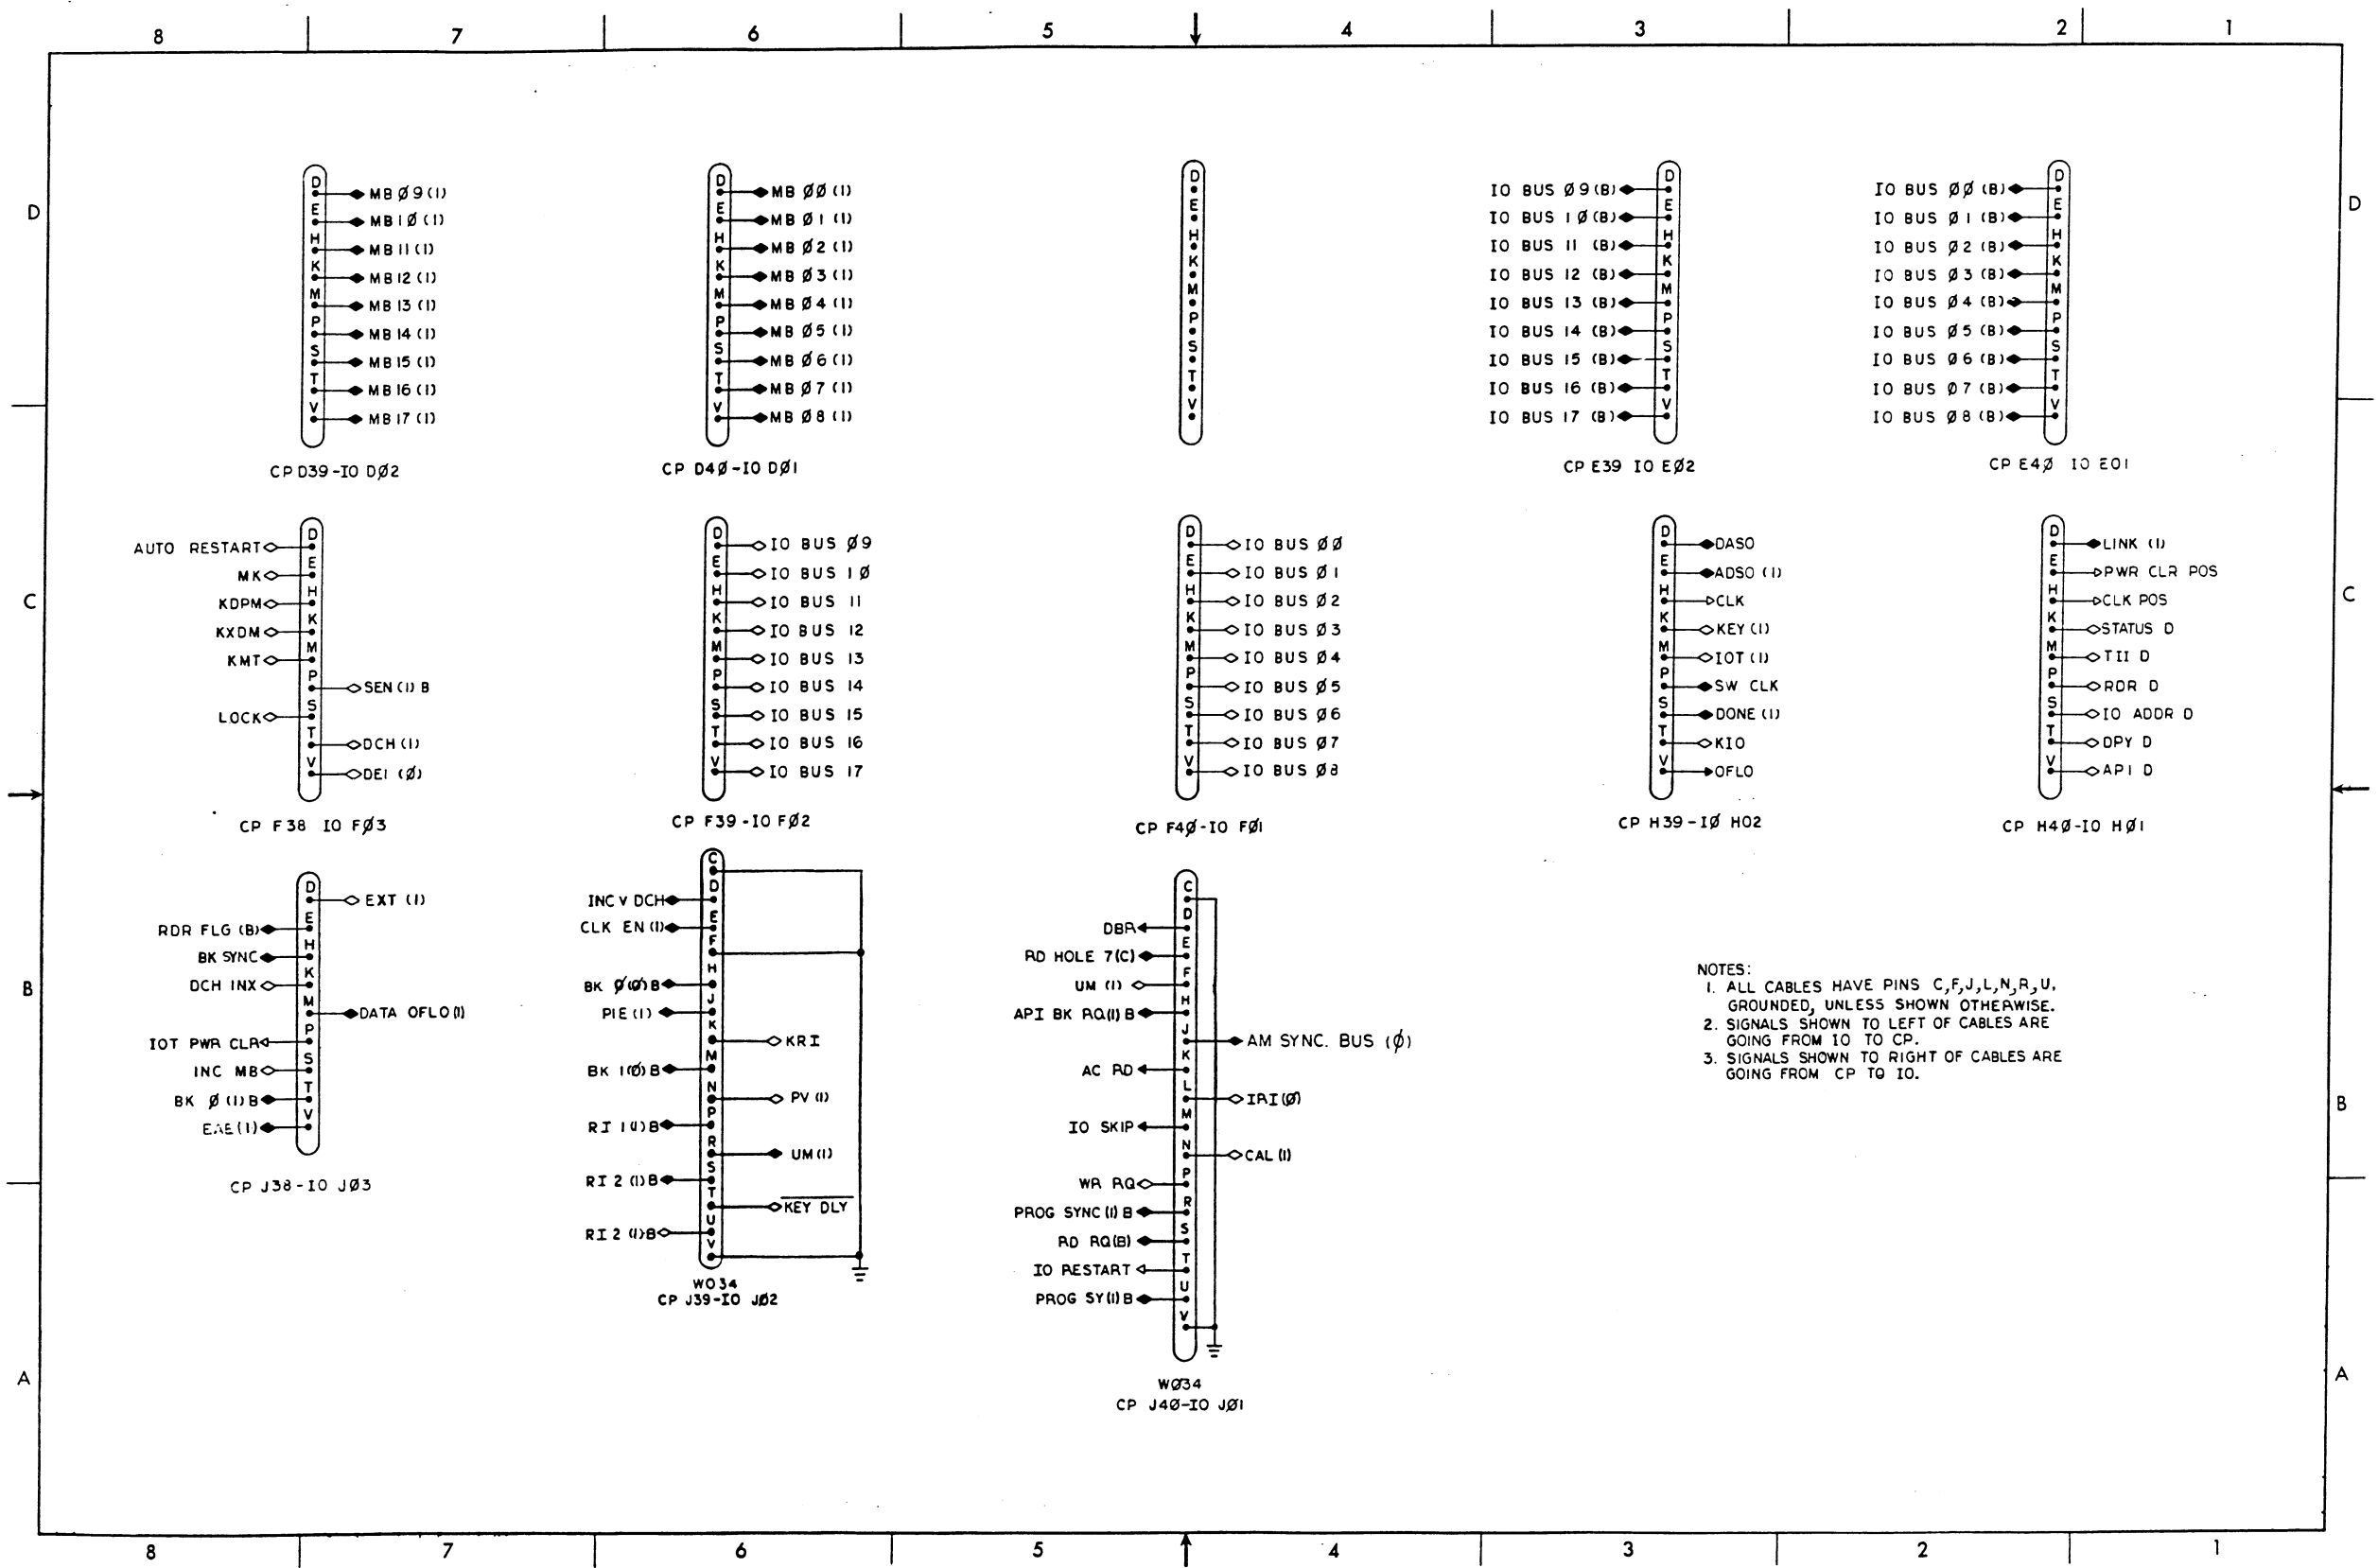 8 7 6 5 4 3 2 1
D
D
D E H K M P S T V
MB Ø9 (1)
MB 1Ø (1)
MB 11 (1)
MB 12 (1)
MB 13 (1)
MB 14 (1)
MB 15 (1)
MB 16 (1)
MB 17 (1)
CP D39-IO DØ2
D E H K M P S T V
MB ØØ (1)
MB Ø1 (1)
MB Ø2 (1)
MB Ø3 (1)
MB Ø4 (1)
MB Ø5 (1)
MB Ø6 (1)
MB Ø7 (1)
MB Ø8 (1)
CP D4Ø-IO DØ1
D E H K M P S T V
IO BUS Ø9 (B)
IO BUS 1Ø (B)
IO BUS 11 (B)
IO BUS 12 (B)
IO BUS 13 (B)
IO BUS 14 (B)
IO BUS 15 (B)
IO BUS 16 (B)
IO BUS 17 (B)
D E H K M P S T V
CP E39 IO EØ2
IO BUS ØØ (B)
IO BUS Ø1 (B)
IO BUS Ø2 (B)
IO BUS Ø3 (B)
IO BUS Ø4 (B)
IO BUS Ø5 (B)
IO BUS Ø6 (B)
IO BUS Ø7 (B)
IO BUS Ø8 (B)
D E H K M P S T V
CP E4Ø IO EO1
C
C
AUTO RESTART
MK
KDPM
KXDM
KMT
LOCK
D E H K M P S T V
SEN (1) B
DCH (1)
DEI (Ø)
CP F38 IO FØ3
D E H K M P S T V
IO BUS Ø9
IO BUS 1Ø
IO BUS 11
IO BUS 12
IO BUS 13
IO BUS 14
IO BUS 15
IO BUS 16
IO BUS 17
CP F39-IO FØ2
D E H K M P S T V
IO BUS ØØ
IO BUS Ø1
IO BUS Ø2
IO BUS Ø3
IO BUS Ø4
IO BUS Ø5
IO BUS Ø6
IO BUS Ø7
IO BUS Ø8
CP F4Ø-IO FØ1
D E H K M P S T V
DASO
ADSO (1)
CLK
KEY (1)
IOT (1)
SW CLK
DONE (1)
KIO
OFLO
CP H39-IØ HO2
D E H K M P S T V
LINK (1)
PWR CLR POS
CLK POS
STATUS D
TII D
RDR D
IO ADDR D
DPY D
API D
CP H4Ø-IO HØ1
B
B
RDR FLG (B)
BK SYNC
DCH INX
IOT PWR CLR
INC MB
BK Ø (1) B
EAE (1)
D E H K M P S T V
EXT (1)
DATA OFLO (1)
CP J38-IO JØ3
INC V DCH
CLK EN (1)
BK Ø (Ø) B
PIE (1)
BK 1 (Ø) B
RI 1 (1) B
RI 2 (1) B
RI 2 (1) B
C D E F H J K M N P R S T U V
KRI
PV (1)
UM (1)
KEY DLY
WO34
CP J39-IO JØ2
DBR
RD HOLE 7 (C)
UM (1)
API BK RQ (1) B
AC RD
IO SKIP
WR RQ
PROG SYNC (1) B
RD RQ (B)
IO RESTART
PROG SY (1) B
C D E F H J K L M N P R S T U V
AM SYNC. BUS (Ø)
IRI (Ø)
CAL (1)
WØ34
CP J4Ø-IO JØ1
NOTES:
1. ALL CABLES HAVE PINS C,F,J,L,N,R,U,
GROUNDED, UNLESS SHOWN OTHERWISE.
2. SIGNALS SHOWN TO LEFT OF CABLES ARE
GOING FROM IO TO CP.
3. SIGNALS SHOWN TO RIGHT OF CABLES ARE
GOING FROM CP TO IO.
A
A
8 7 6 5 4 3 2 1